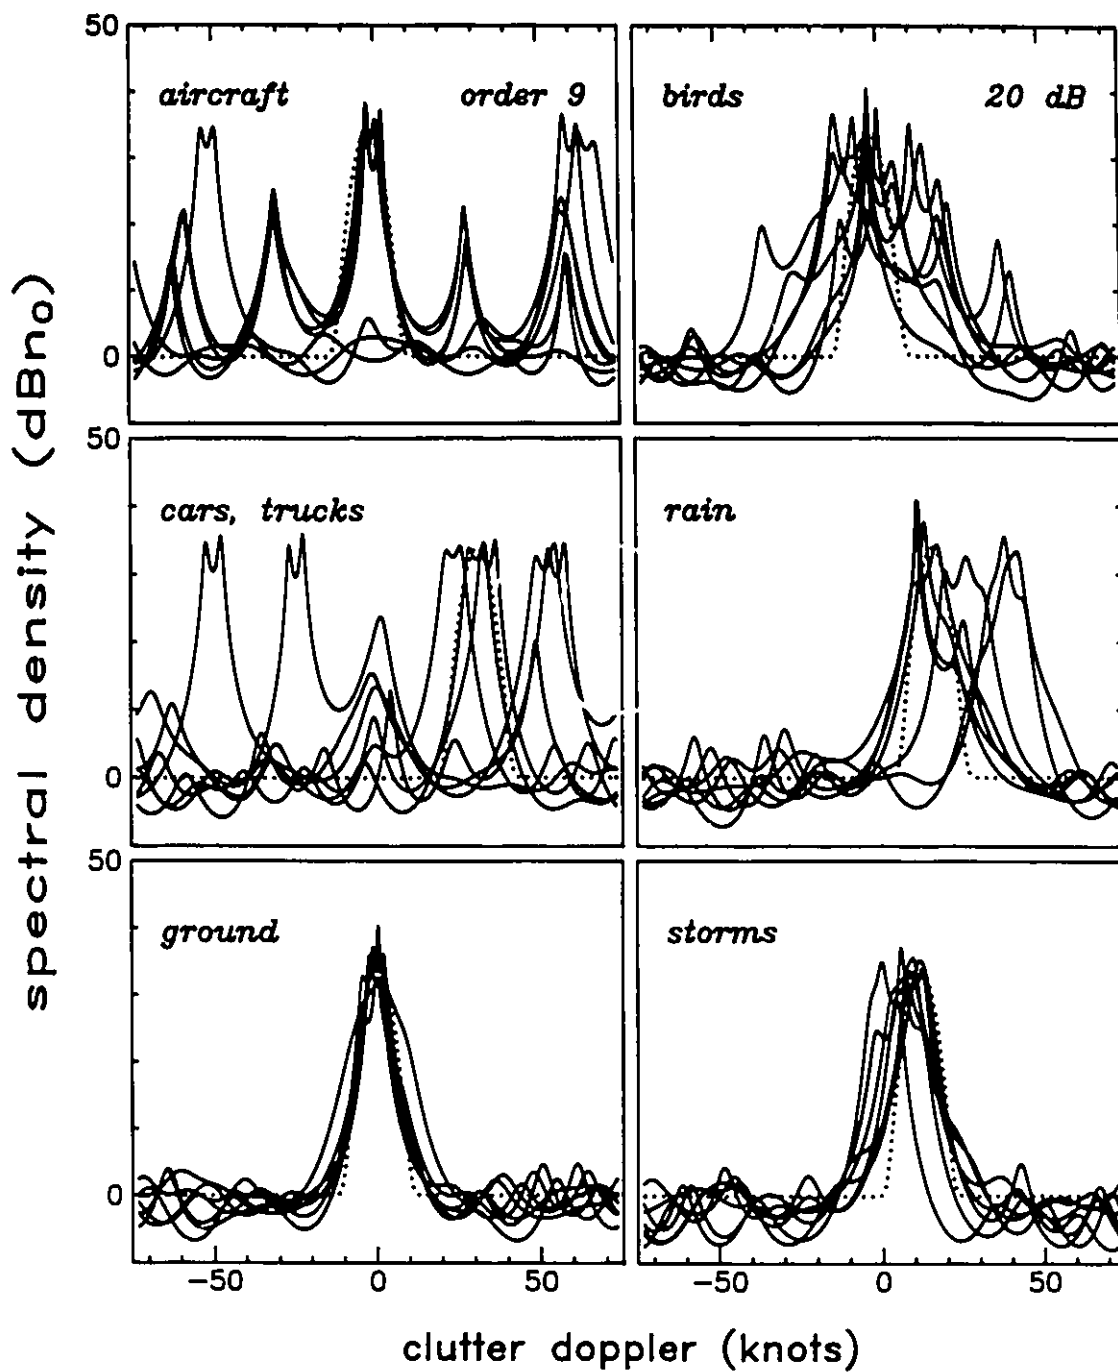 spectral density (dBn₀)
50
aircraft order 9
birds 20 dB
0
50
cars, trucks
rain
0
50
ground
storms
0
−50 0 50
−50 0 50
clutter doppler (knots)